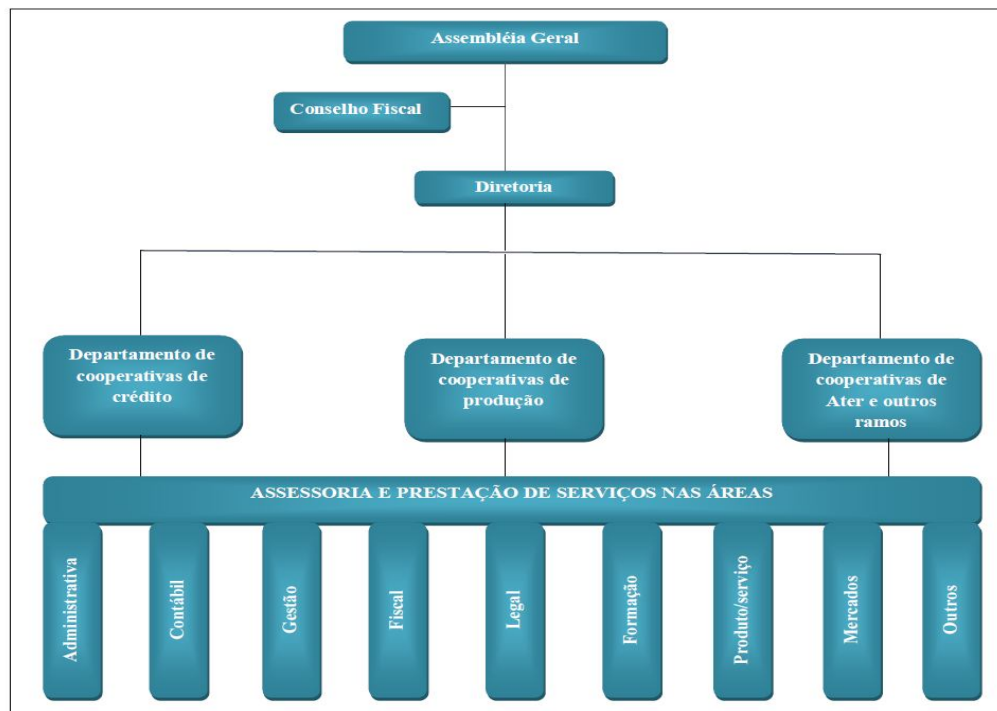 Assembléia Geral
Conselho Fiscal
Diretoria
Departamento de
cooperativas de
crédito
Departamento de
cooperativas de
produção
Departamento de
cooperativas de
Ater e outros
ramos
ASSESSORIA E PRESTAÇÃO DE SERVIÇOS NAS ÁREAS
Administrativa
Contábil
Gestão
Fiscal
Legal
Formação
Produto/serviço
Mercados
Outros